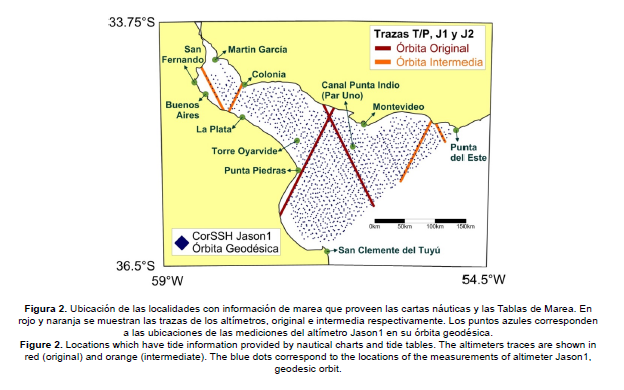 33.75°S
Trazas T/P, J1 y J2
Órbita Original
Órbita Intermedia
San
Fernando
Martin García
Colonia
Canal Punta Indio
(Par Uno)
Montevideo
Buenos
Aires
La Plata
Torre Oyarvide
Punta
del Este
Punta Piedras
0km 50km 100km 150km
CorSSH Jason1
Órbita Geodésica
San Clemente del Tuyú
36.5°S
59°W
54.5°W
Figura 2. Ubicación de las localidades con información de marea que proveen las cartas náuticas y las Tablas de Marea. En
rojo y naranja se muestran las trazas de los altímetros, original e intermedia respectivamente. Los puntos azules corresponden
a las ubicaciones de las mediciones del altímetro Jason1 en su órbita geodésica.
Figure 2. Locations which have tide information provided by nautical charts and tide tables. The altimeters traces are shown in
red (original) and orange (intermediate). The blue dots correspond to the locations of the measurements of altimeter Jason1,
geodesic orbit.